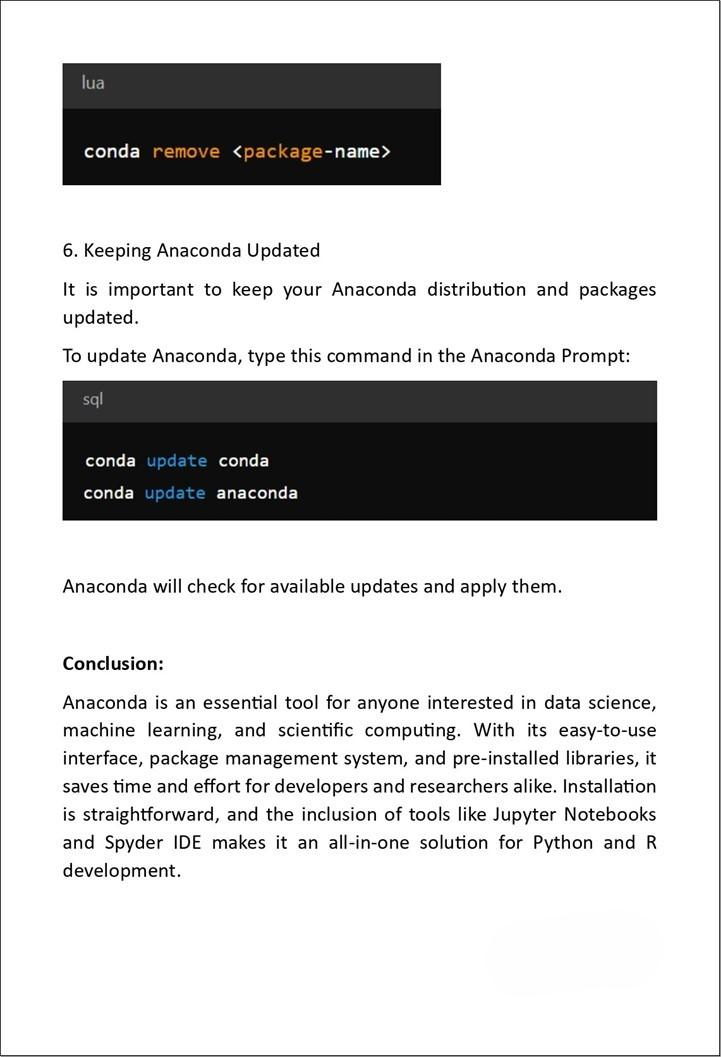 lua
conda remove <package-name>
6. Keeping Anaconda Updated
It is important to keep your Anaconda distribution and packages
updated.
To update Anaconda, type this command in the Anaconda Prompt:
sql
conda update conda
conda update anaconda
Anaconda will check for available updates and apply them.
Conclusion:
Anaconda is an essential tool for anyone interested in data science,
machine learning, and scientific computing. With its easy-to-use
interface, package management system, and pre-installed libraries, it
saves time and effort for developers and researchers alike. Installation
is straightforward, and the inclusion of tools like Jupyter Notebooks
and Spyder IDE makes it an all-in-one solution for Python and R
development.